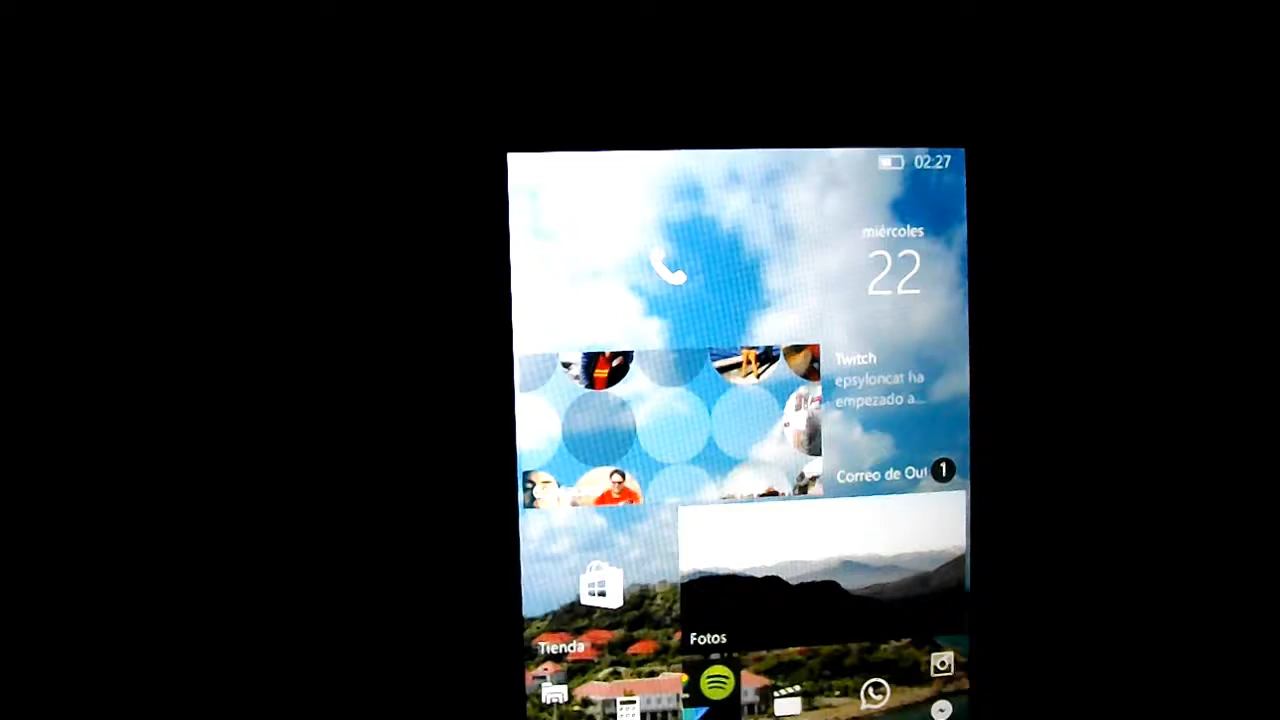 02:27
miércoles
22
Twitch
epsyloncat ha
empezado a...
Correo de Out
1
Tienda
Fotos